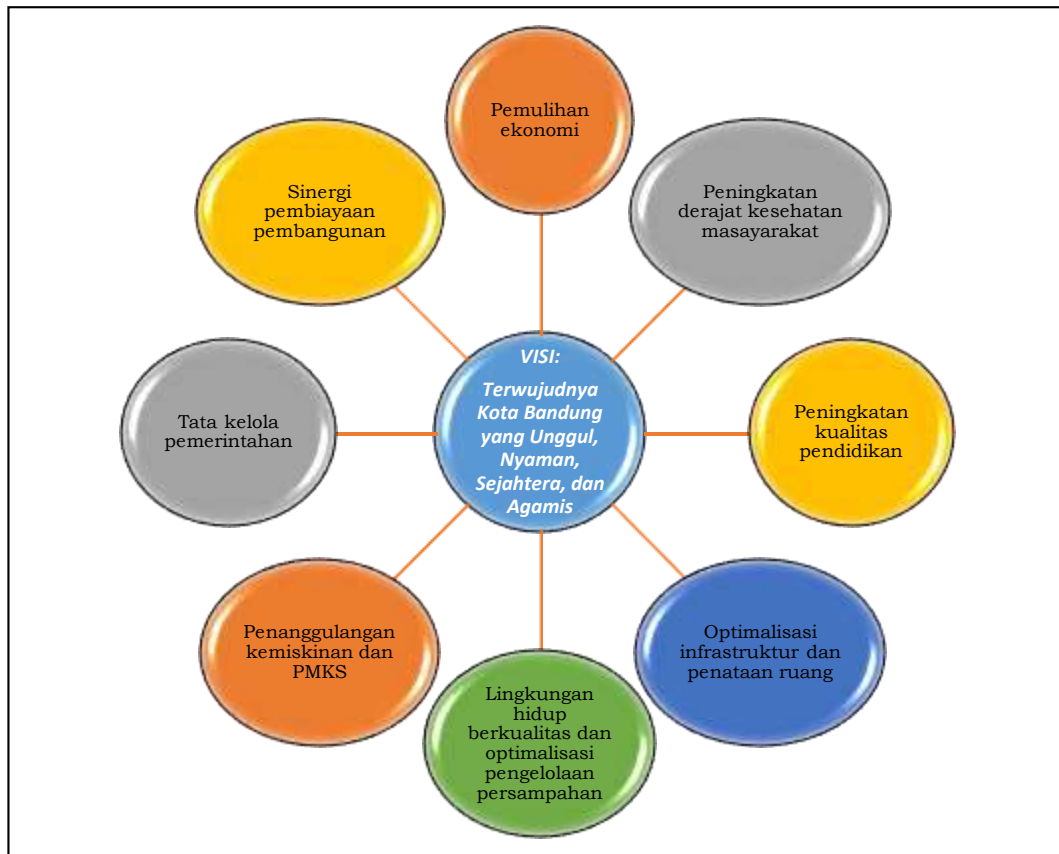 Pemulihan
ekonomi
Peningkatan
derajat kesehatan
masayarakat
Peningkatan
kualitas
pendidikan
Optimalisasi
infrastruktur dan
penataan ruang
Lingkungan
hidup
berkualitas dan
optimalisasi
pengelolaan
persampahan
Penanggulangan
kemiskinan dan
PMKS
Tata kelola
pemerintahan
Sinergi
pembiayaan
pembangunan
VISI:
Terwujudnya
Kota Bandung
yang Unggul,
Nyaman,
Sejahtera, dan
Agamis